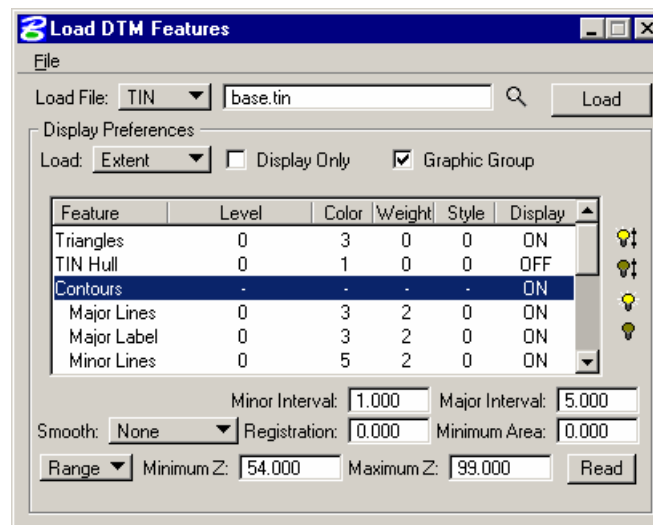 Load DTM Features
File
Load File: TIN base.tin Load
Display Preferences
Load: Extent Display Only Graphic Group
Feature Level Color Weight Style Display
Triangles 0 3 0 0 ON
TIN Hull 0 1 0 0 OFF
Contours - - - - ON
Major Lines 0 3 2 0 ON
Major Label 0 3 2 0 ON
Minor Lines 0 5 2 0 ON
Minor Interval: 1.000 Major Interval: 5.000
Smooth: None Registration: 0.000 Minimum Area: 0.000
Range Minimum Z: 54.000 Maximum Z: 99.000 Read